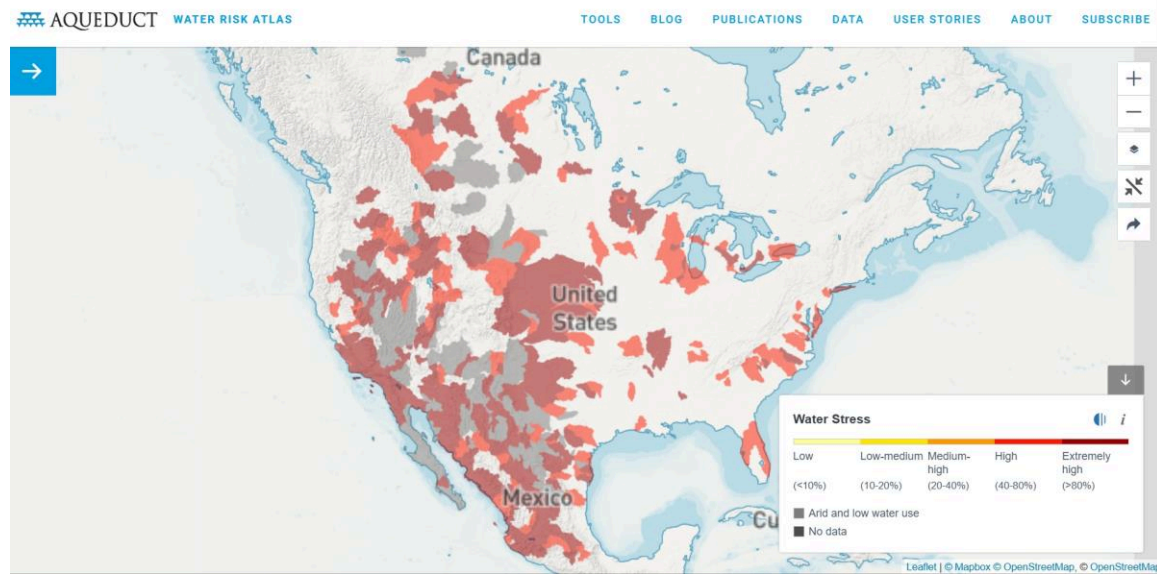 AQUEDUCT WATER RISK ATLAS TOOLS BLOG PUBLICATIONS DATA USER STORIES ABOUT SUBSCRIBE
Canada
United
States
Mexico
Cu
Water Stress i
Low Low-medium Medium-high High Extremely high
(<10%) (10-20%) (20-40%) (40-80%) (>80%)
Arid and low water use
No data
Leaflet | © Mapbox © OpenStreetMap, © OpenStreetMa